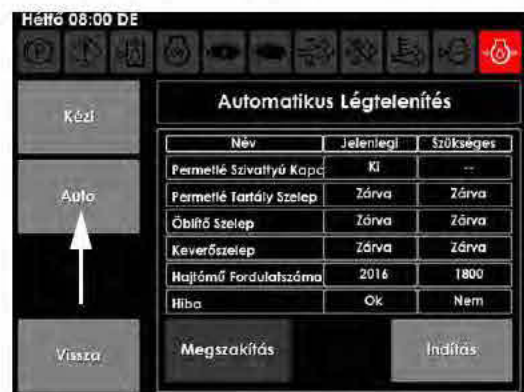 Hétfő 08:00 DE
Kézi
Automatikus Légtelenítés
Név Jelenlegi Szükséges
Permetlé Szivattyú Kapc Ki --
Auto
Permetlé Tartály Szelep Zárva Zárva
Öblítő Szelep Zárva Zárva
Keverőszelep Zárva Zárva
Hajtómű Fordulatszáma 2016 1800
Hiba Ok Nem
Vissza
Megszakítás
Indítás